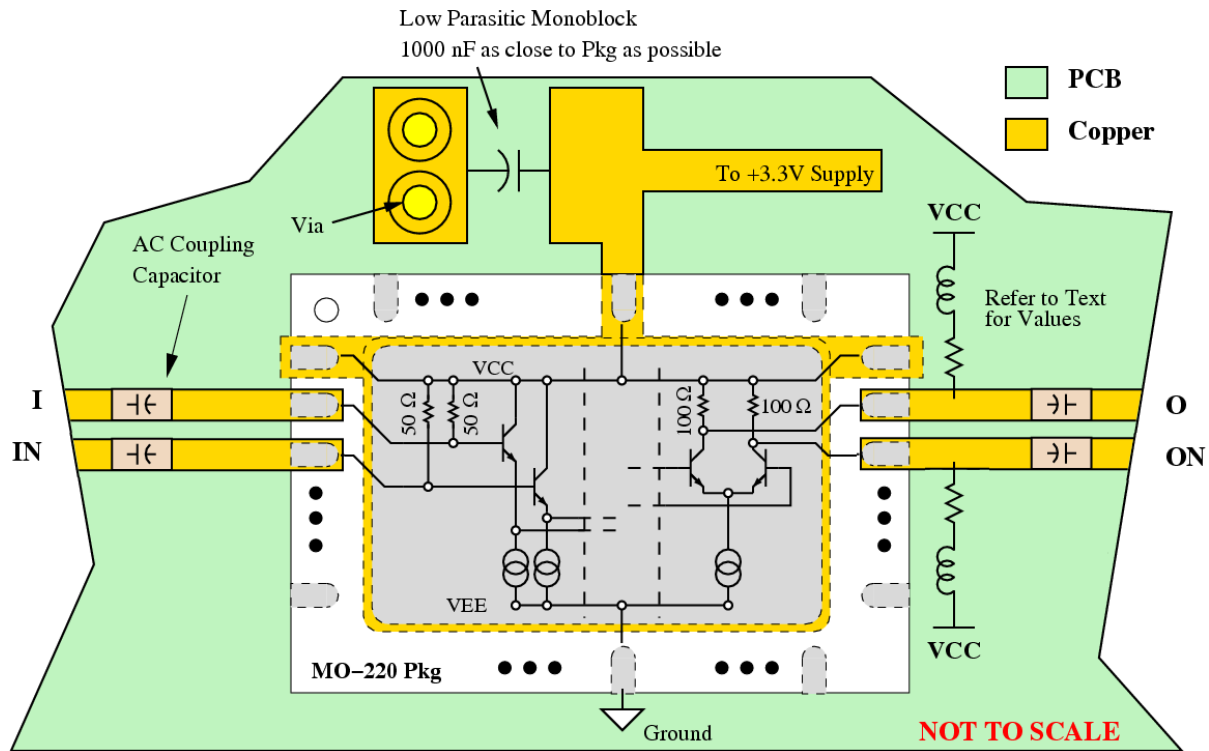 Low Parasitic Monoblock
1000 nF as close to Pkg as possible
PCB
Copper
To +3.3V Supply
Via
VCC
AC Coupling
Capacitor
Refer to Text
for Values
VCC
50 Ω
50 Ω
100 Ω
100 Ω
I
O
IN
ON
VEE
VCC
MO−220 Pkg
Ground
NOT TO SCALE